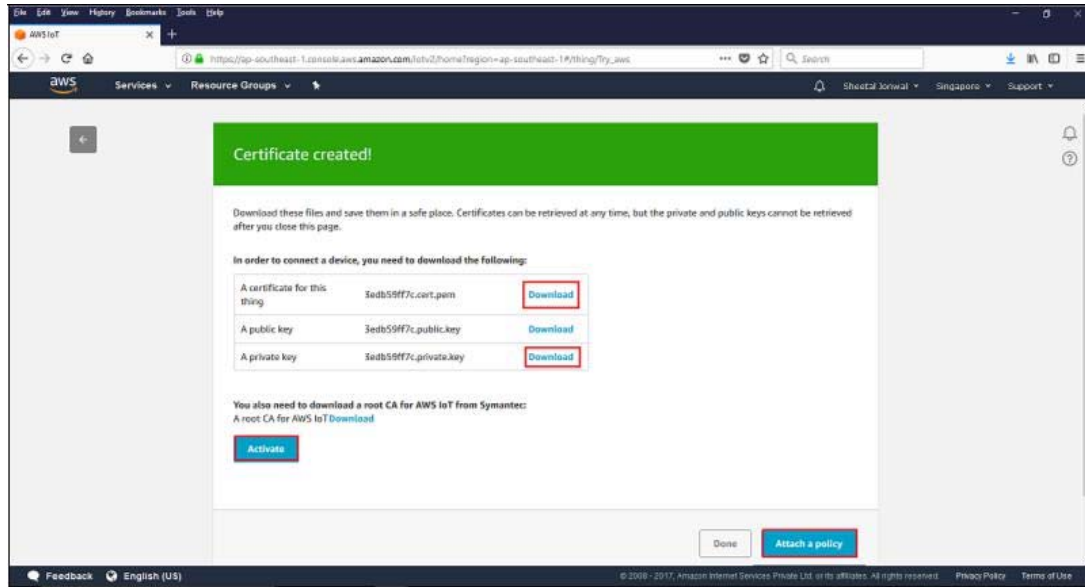 File Edit View History Bookmarks Tools Help
AWS IoT
https://ap-southeast-1.console.aws.amazon.com/iotv2/home?region=ap-southeast-1#/thing/Try_aws
Search
aws Services Resource Groups Sheetal Jonwal Singapore Support
Certificate created!
Download these files and save them in a safe place. Certificates can be retrieved at any time, but the private and public keys cannot be retrieved
after you close this page.
In order to connect a device, you need to download the following:
A certificate for this
thing
3edb59ff7c.cert.pem
Download
A public key 3edb59ff7c.public.key Download
A private key 3edb59ff7c.private.key Download
You also need to download a root CA for AWS IoT from Symantec:
A root CA for AWS IoT Download
Activate
Done Attach a policy
Feedback English (US) © 2008 - 2017, Amazon Internet Services Private Ltd. or its affiliates. All rights reserved. Privacy Policy Terms of Use